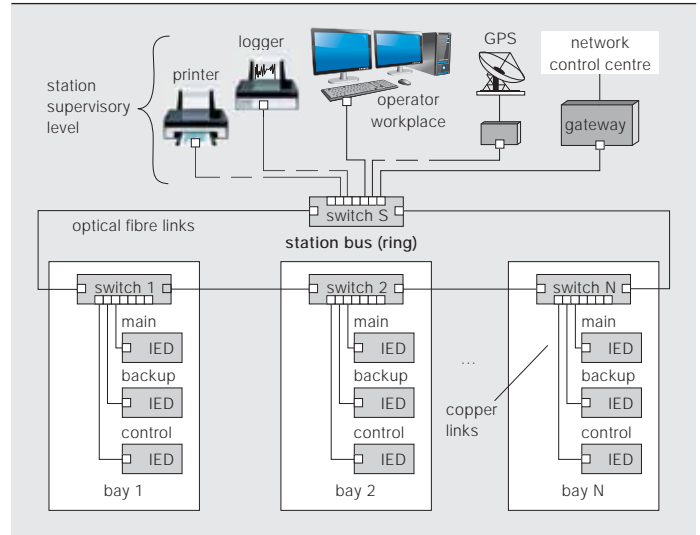 logger
GPS
network
control centre
printer
station
supervisory
level
operator
workplace
gateway
switch S
optical fibre links
station bus (ring)
switch 1
switch 2
switch N
main
IED
backup
IED
control
IED
bay 1
main
IED
backup
IED
control
IED
bay 2
...
copper
links
main
IED
backup
IED
control
IED
bay N